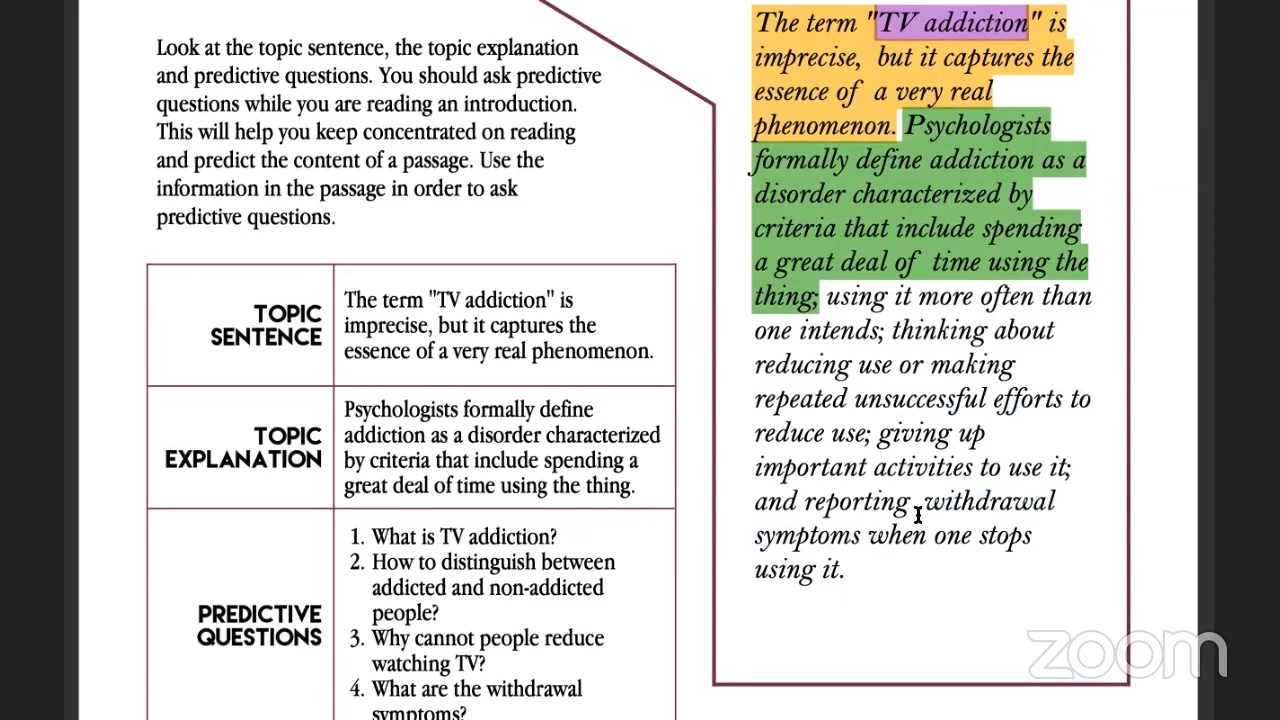 Look at the topic sentence, the topic explanation
and predictive questions. You should ask predictive
questions while you are reading an introduction.
This will help you keep concentrated on reading
and predict the content of a passage. Use the
information in the passage in order to ask
predictive questions.
TOPIC
SENTENCE
The term "TV addiction" is
imprecise, but it captures the
essence of a very real phenomenon.
TOPIC
EXPLANATION
Psychologists formally define
addiction as a disorder characterized
by criteria that include spending a
great deal of time using the thing.
PREDICTIVE
QUESTIONS
1. What is TV addiction?
2. How to distinguish between
addicted and non-addicted
people?
3. Why cannot people reduce
watching TV?
4. What are the withdrawal
symptoms?
The term "TV addiction" is
imprecise, but it captures the
essence of a very real
phenomenon. Psychologists
formally define addiction as a
disorder characterized by
criteria that include spending
a great deal of time using the
thing; using it more often than
one intends; thinking about
reducing use or making
repeated unsuccessful efforts to
reduce use; giving up
important activities to use it;
and reporting withdrawal
symptoms when one stops
using it.
zoom